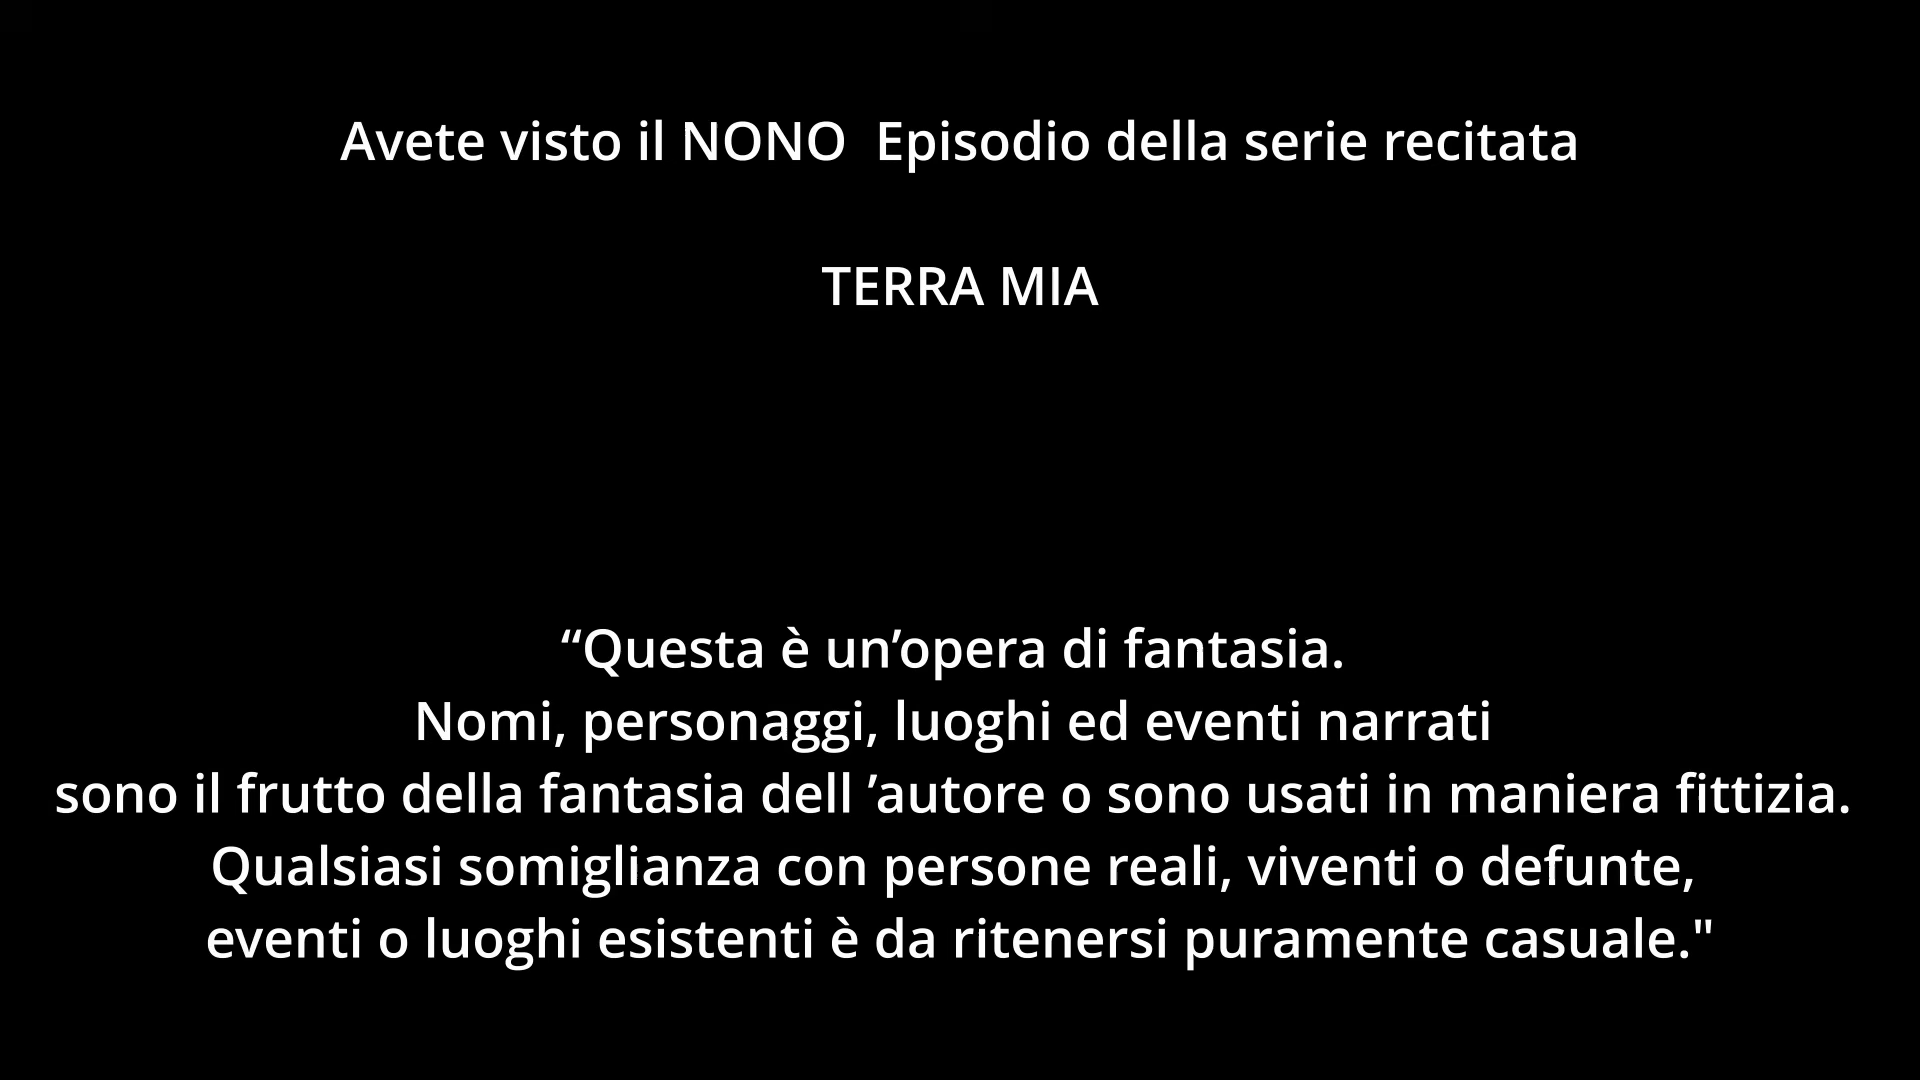 Avete visto il NONO  Episodio della serie recitata
TERRA MIA
“Questa è un’opera di fantasia.
Nomi, personaggi, luoghi ed eventi narrati
sono il frutto della fantasia dell ’autore o sono usati in maniera fittizia.
Qualsiasi somiglianza con persone reali, viventi o defunte,
eventi o luoghi esistenti è da ritenersi puramente casuale."